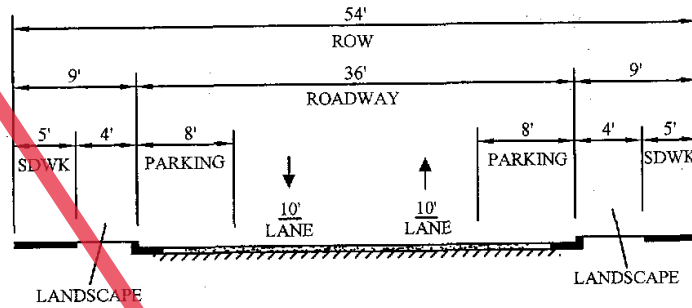 54'
ROW
9' 36' 9'
ROADWAY
5' 4' 8' 8' 4' 5'
SDWK PARKING PARKING SDWK
10' 10'
LANE LANE
LANDSCAPE LANDSCAPE